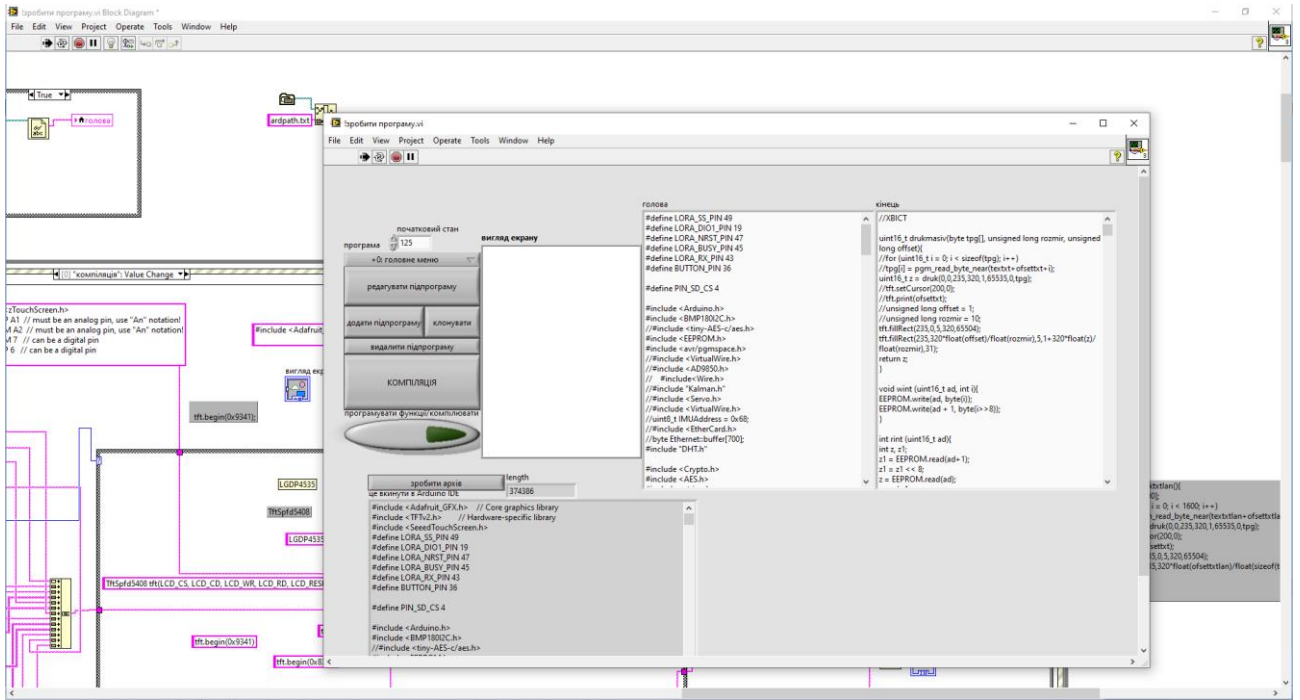 !зробити програму.vi Block Diagram *
File Edit View Project Operate Tools Window Help
True
голова
ardpath.txt
[0] "компіляція": Value Change
zTouchScreen.h>
A1 // must be an analog pin, use "An" notation!
A2 // must be an analog pin, use "An" notation!
7 // can be a digital pin
6 // can be a digital pin
#include <Adafruit
tft.begin(0x9341);
LGDP4535
TftSpfd5408
LGDP4535
TftSpfd5408 tft(LCD_CS, LCD_CD, LCD_WR, LCD_RD,
tft.begin(0x9341)
!зробити програму.vi
File Edit View Project Operate Tools Window Help
початковий стан
програма
125
+0: головне меню
редагувати підпрограму
додати підпрограму
клонувати
видалити підпрограму
КОМПІЛЯЦІЯ
програмувати функції/компілювати
вигляд екрану
голова
#define LORA_SS_PIN 49
#define LORA_DIO1_PIN 19
#define LORA_NRST_PIN 47
#define LORA_BUSY_PIN 45
#define LORA_RX_PIN 43
#define BUTTON_PIN 36
#define PIN_SD_CS 4
#include <Arduino.h>
#include <BMP180I2C.h>
//#include <tiny-AES-c/aes.h>
#include <EEPROM.h>
#include <avr/pgmspace.h>
//#include <VirtualWire.h>
//#include <AD9850.h>
// #include<Wire.h>
//#include "Kalman.h"
//#include <Servo.h>
//#include <VirtualWire.h>
//uint8_t IMUAddress = 0x68;
//#include <EtherCard.h>
//byte Ethernet::buffer[700];
#include "DHT.h"
#include <Crypto.h>
#include <AES.h>
кінець
//ХВІСТ
uint16_t drukmasiv(byte tpg[], unsigned long rozmir, unsigned
long offset){
//for (uint16_t i = 0; i < sizeof(tpg); i++)
//tpg[i] = pgm_read_byte_near(textxt+ofsettxt+i);
uint16_t z = druk(0,0,235,320,1,65535,0,tpg);
//tft.setCursor(200,0);
//tft.print(ofsettxt);
//unsigned long offset = 1;
//unsigned long rozmir = 10;
tft.fillRect(235,0,5,320,65504);
tft.fillRect(235,320*float(offset)/float(rozmir),5,1+320*float(z)/
float(rozmir),31);
return z;
}
void wint (uint16_t ad, int i){
EEPROM.write(ad, byte(i));
EEPROM.write(ad + 1, byte(i>>8));
}
int rint (uint16_t ad){
int z, z1;
z1 = EEPROM.read(ad+1);
z1 = z1 << 8;
z = EEPROM.read(ad);
зробити архів
length
374386
це вкинути в Arduino IDE
#include <Adafruit_GFX.h> // Core graphics library
#include <TFTv2.h> // Hardware-specific library
#include <SeeedTouchScreen.h>
#define LORA_SS_PIN 49
#define LORA_DIO1_PIN 19
#define LORA_NRST_PIN 47
#define LORA_BUSY_PIN 45
#define LORA_RX_PIN 43
#define BUTTON_PIN 36
#define PIN_SD_CS 4
#include <Arduino.h>
#include <BMP180I2C.h>
//#include <tiny-AES-c/aes.h>
i = 0; i < 1600; i++)